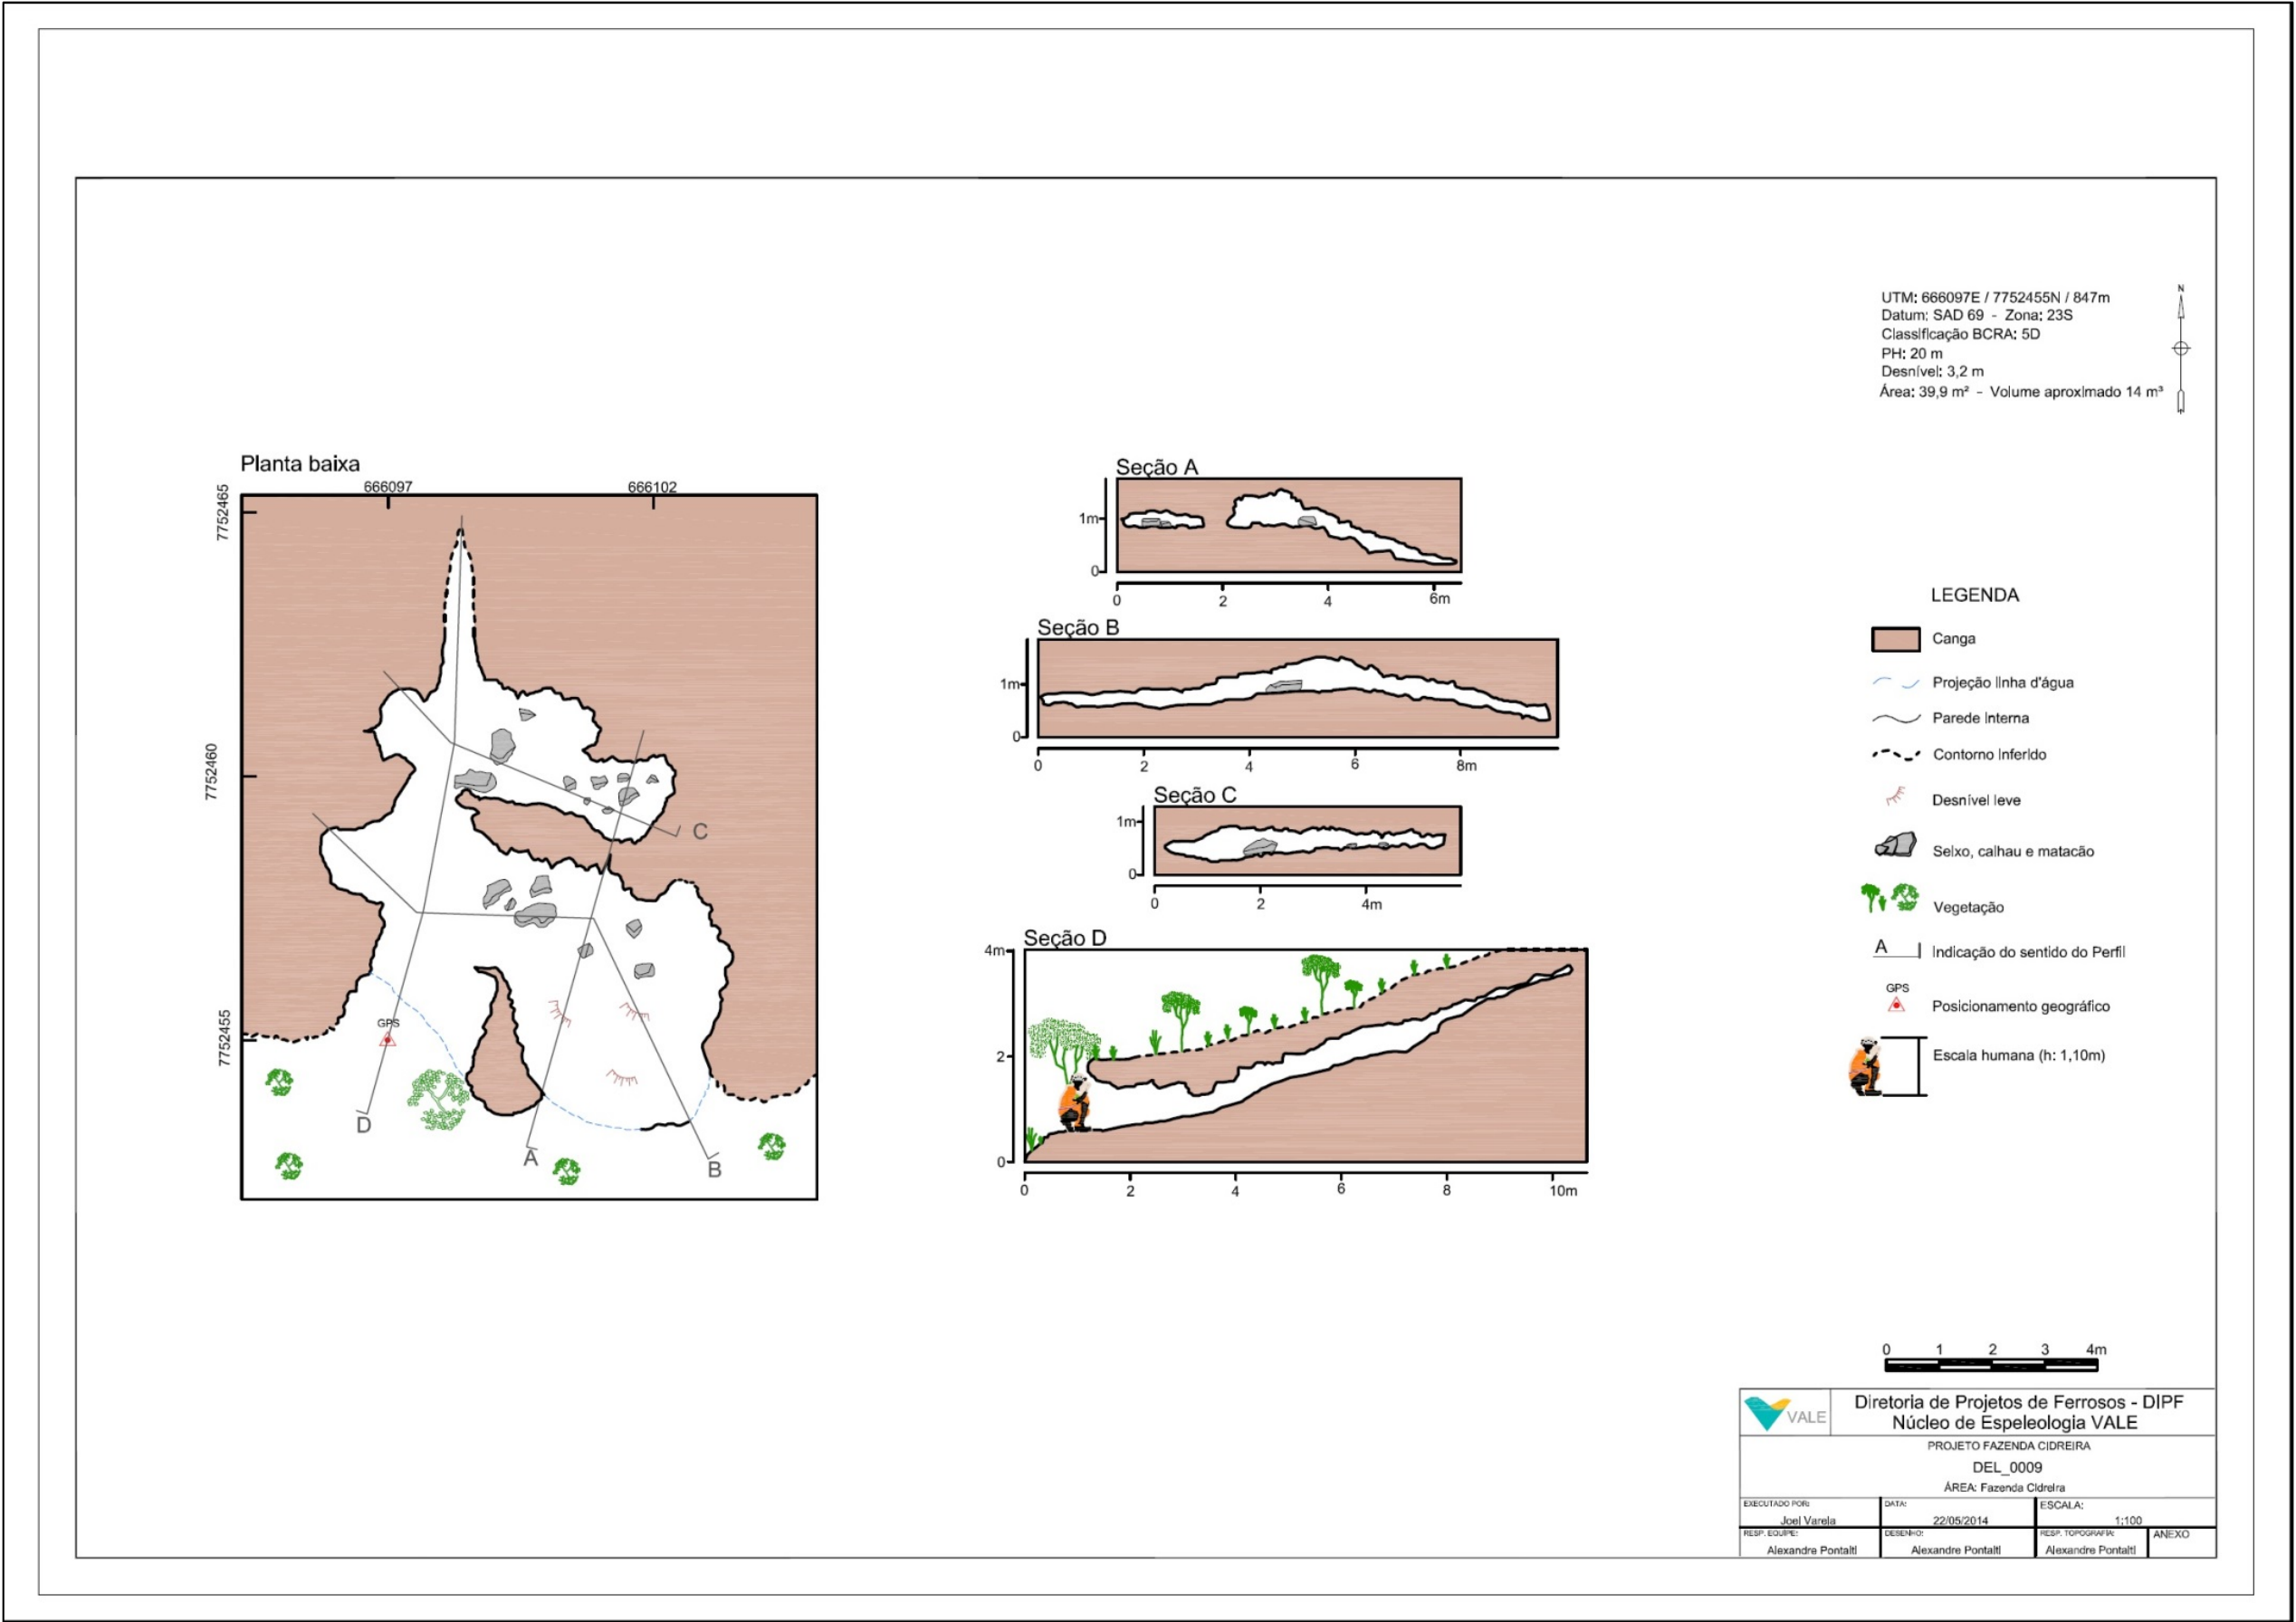 UTM: 666097E / 7752455N / 847m
Datum: SAD 69 - Zona: 23S
Classificação BCRA: 5D
PH: 20 m
Desnível: 3,2 m
Área: 39,9 m² - Volume aproximado 14 m³
N
Planta baixa
666097
666102
7752465
7752460
7752455
C
GPS
D
A
B
Seção A
1m
0
0
2
4
6m
Seção B
1m
0
0
2
4
6
8m
Seção C
1m
0
0
2
4m
Seção D
4m
2
0
0
2
4
6
8
10m
LEGENDA
Canga
Projeção linha d'água
Parede Interna
Contorno Inferido
Desnível leve
Seixo, calhau e matacão
Vegetação
A
Indicação do sentido do Perfil
GPS
Posicionamento geográfico
Escala humana (h: 1,10m)
0 1 2 3 4m
VALE
Diretoria de Projetos de Ferrosos - DIPF
Núcleo de Espeleologia VALE
PROJETO FAZENDA CIDREIRA
DEL_0009
ÁREA: Fazenda Cidreira
EXECUTADO POR:
Joel Varela
DATA:
22/05/2014
ESCALA:
1:100
RESP. EQUIPE:
Alexandre Pontalti
DESENHO:
Alexandre Pontalti
RESP. TOPOGRAFIA:
Alexandre Pontalti
ANEXO